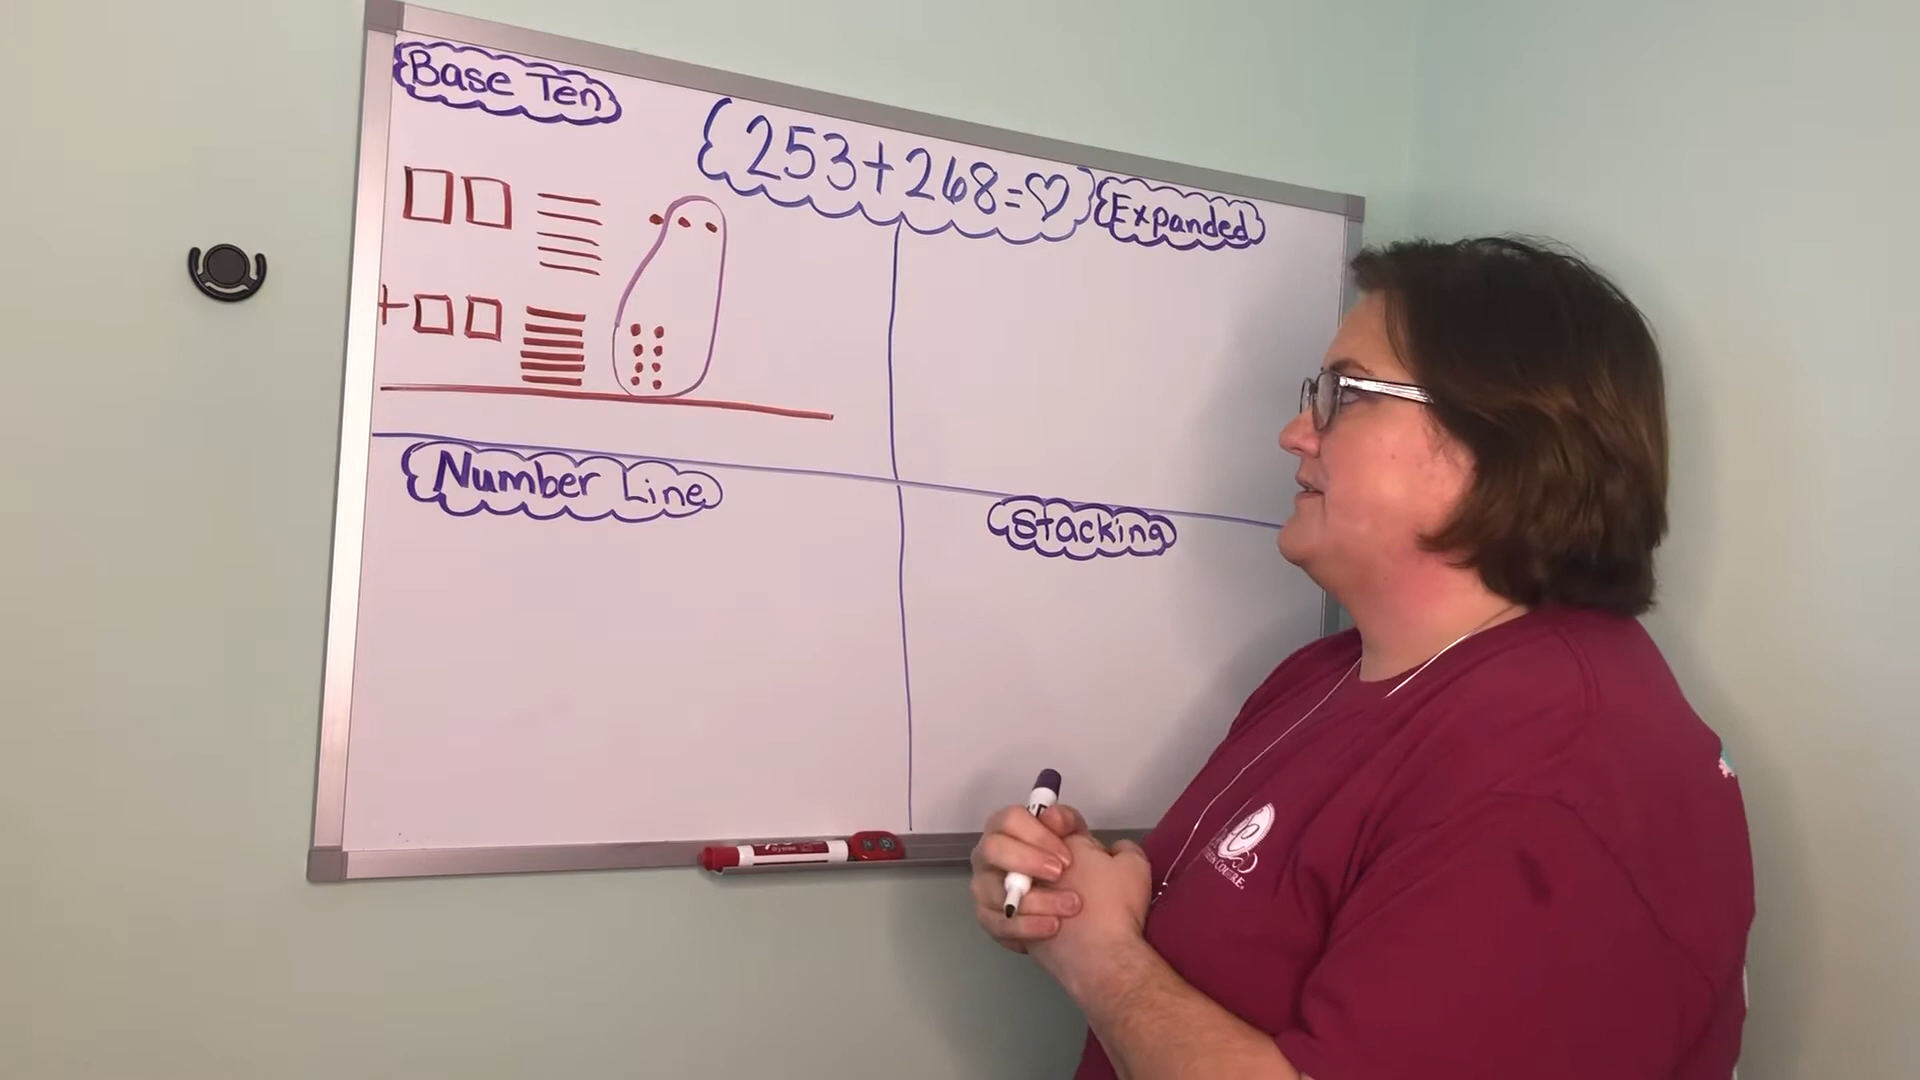 Base Ten
253+268=♡
Expanded
+
Number Line
Stacking